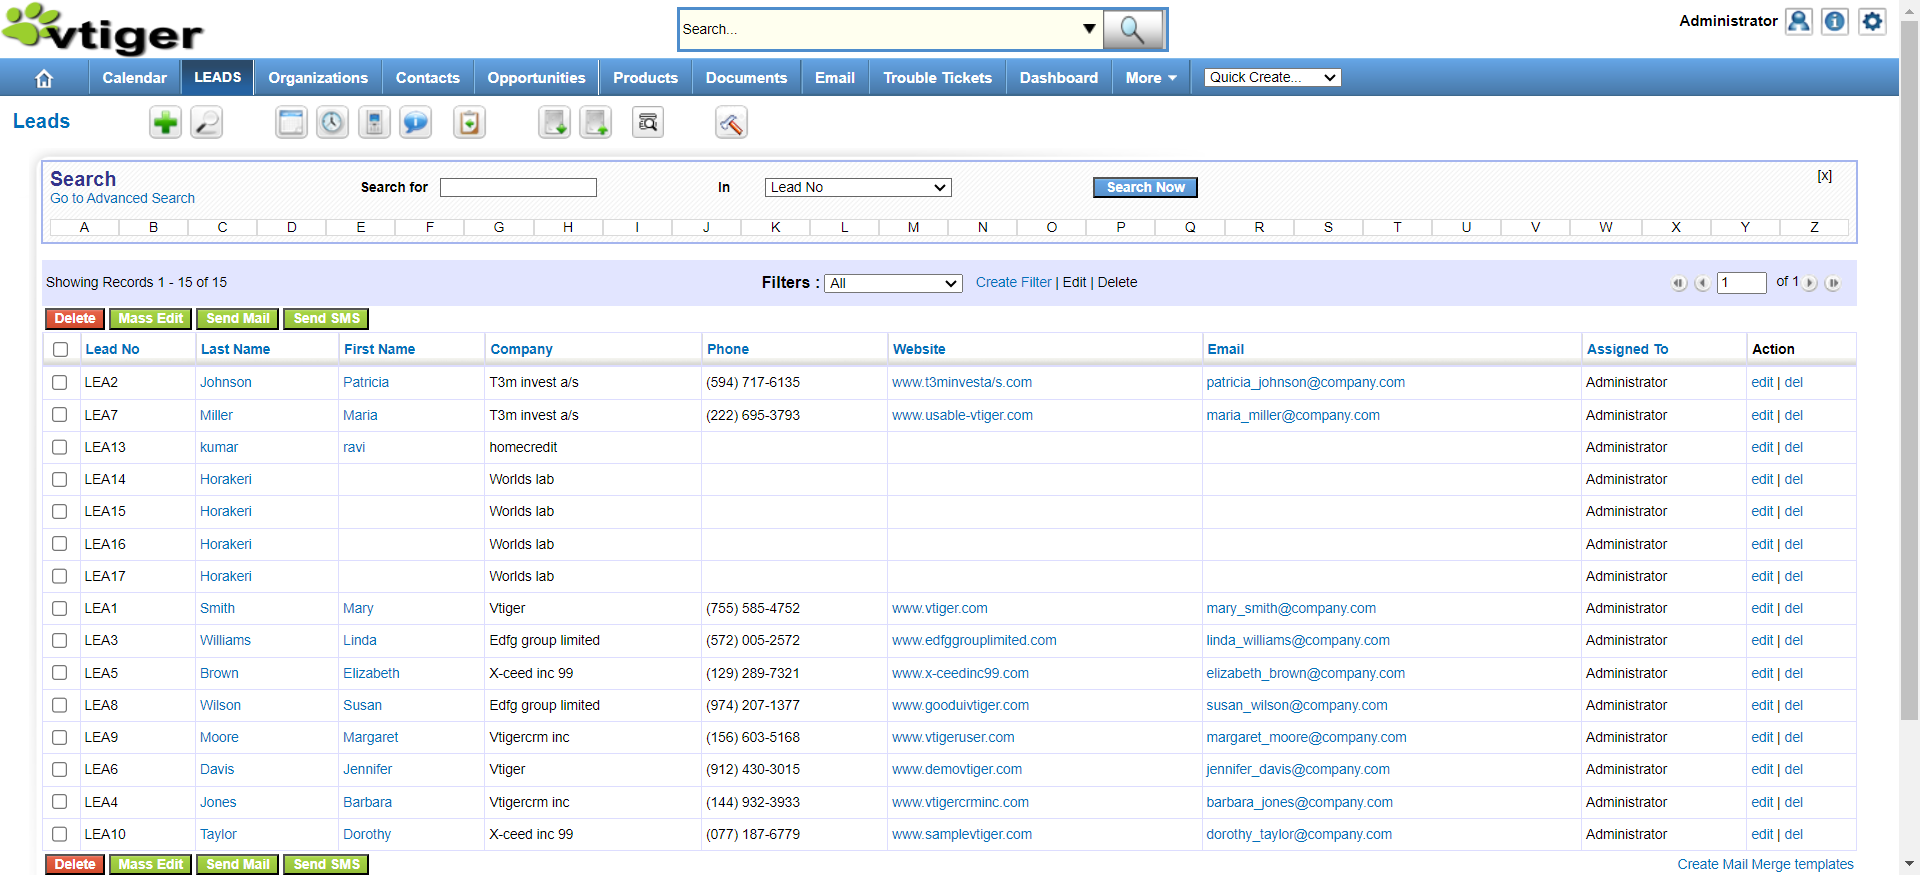 vtiger
Search...
Administrator
Calendar LEADS Organizations Contacts Opportunities Products Documents Email Trouble Tickets Dashboard More Quick Create...
Leads
Search
Go to Advanced Search
Search for In Lead No Search Now [x]
A B C D E F G H I J K L M N O P Q R S T U V W X Y Z
Showing Records 1 - 15 of 15 Filters : All Create Filter | Edit | Delete 1 of 1
Delete Mass Edit Send Mail Send SMS
Lead No Last Name First Name Company Phone Website Email Assigned To Action
LEA2 Johnson Patricia T3m invest a/s (594) 717-6135 www.t3minvesta/s.com patricia_johnson@company.com Administrator edit | del
LEA7 Miller Maria T3m invest a/s (222) 695-3793 www.usable-vtiger.com maria_miller@company.com Administrator edit | del
LEA13 kumar ravi homecredit Administrator edit | del
LEA14 Horakeri Worlds lab Administrator edit | del
LEA15 Horakeri Worlds lab Administrator edit | del
LEA16 Horakeri Worlds lab Administrator edit | del
LEA17 Horakeri Worlds lab Administrator edit | del
LEA1 Smith Mary Vtiger (755) 585-4752 www.vtiger.com mary_smith@company.com Administrator edit | del
LEA3 Williams Linda Edfg group limited (572) 005-2572 www.edfggrouplimited.com linda_williams@company.com Administrator edit | del
LEA5 Brown Elizabeth X-ceed inc 99 (129) 289-7321 www.x-ceedinc99.com elizabeth_brown@company.com Administrator edit | del
LEA8 Wilson Susan Edfg group limited (974) 207-1377 www.gooduivtiger.com susan_wilson@company.com Administrator edit | del
LEA9 Moore Margaret Vtigercrm inc (156) 603-5168 www.vtigeruser.com margaret_moore@company.com Administrator edit | del
LEA6 Davis Jennifer Vtiger (912) 430-3015 www.demovtiger.com jennifer_davis@company.com Administrator edit | del
LEA4 Jones Barbara Vtigercrm inc (144) 932-3933 www.vtigercrminc.com barbara_jones@company.com Administrator edit | del
LEA10 Taylor Dorothy X-ceed inc 99 (077) 187-6779 www.samplevtiger.com dorothy_taylor@company.com Administrator edit | del
Delete Mass Edit Send Mail Send SMS Create Mail Merge templates